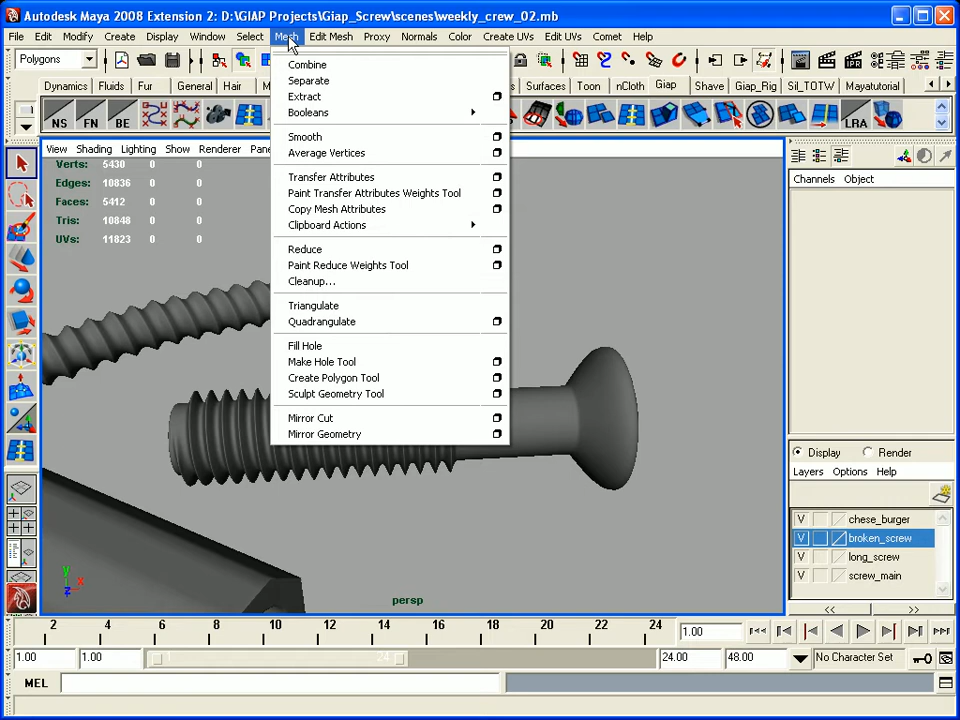 Autodesk Maya 2008 Extension 2: D:\GIAP Projects\Giap_Screw\scenes\weekly_crew_02.mb
File Edit Modify Create Display Window Select Mesh Edit Mesh Proxy Normals Color Create UVs Edit UVs Comet Help
Polygons
Dynamics Fluids Fur General Hair Surfaces Toon nCloth Giap Shave Giap_Rig Sil_TOTW Mayatutorial
NS FN BE LRA
View Shading Lighting Show Renderer
Verts: 5430 0 0
Edges: 10836 0 0
Faces: 5412 0 0
Tris: 10848 0 0
UVs: 11823 0 0
Combine
Separate
Extract
Booleans
Smooth
Average Vertices
Transfer Attributes
Paint Transfer Attributes Weights Tool
Copy Mesh Attributes
Clipboard Actions
Reduce
Paint Reduce Weights Tool
Cleanup...
Triangulate
Quadrangulate
Fill Hole
Make Hole Tool
Create Polygon Tool
Sculpt Geometry Tool
Mirror Cut
Mirror Geometry
Channels Object
Display Render
Layers Options Help
V chese_burger
V broken_screw
V long_screw
V screw_main
y
x
z
persp
<< >>
2 4 6 8 10 12 14 16 18 20 22 24 1.00
1.00 1.00 24 24.00 48.00 No Character Set
MEL